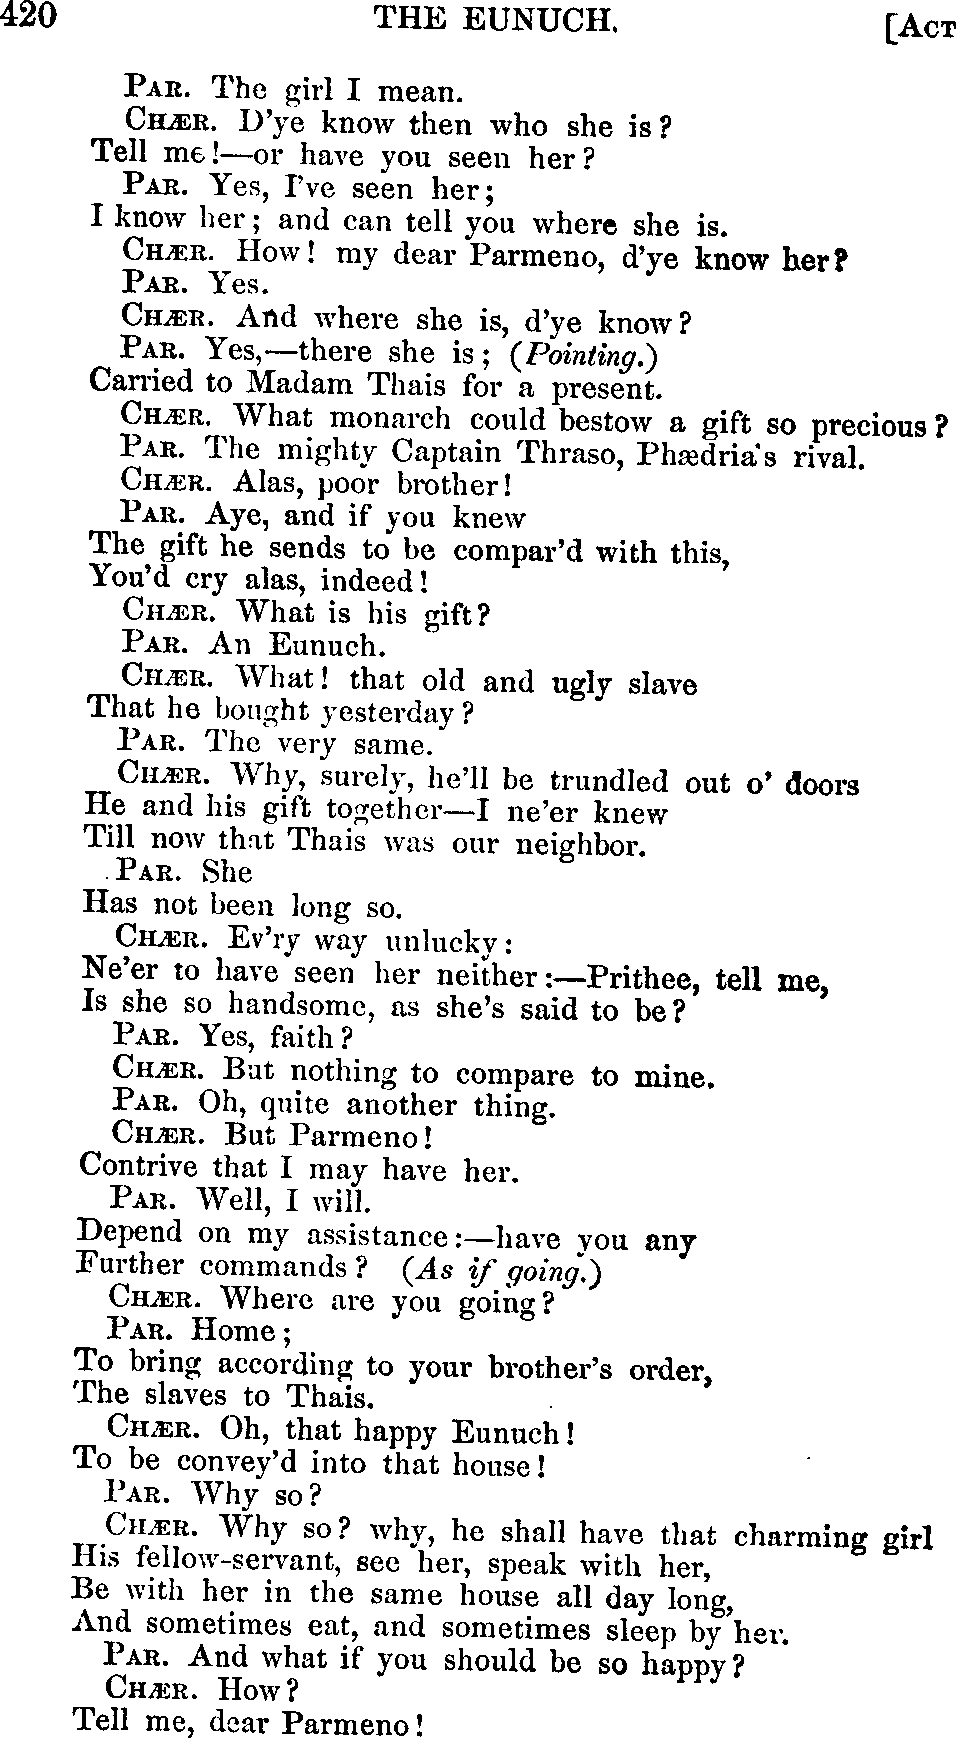 420 THE EUNUCH. [ACT
PAR. The girl I mean.
CHÆR. D'ye know then who she is?
Tell me!—or have you seen her?
PAR. Yes, I've seen her;
I know her; and can tell you where she is.
CHÆR. How! my dear Parmeno, d'ye know her?
PAR. Yes.
CHÆR. And where she is, d'ye know?
PAR. Yes,—there she is; (Pointing.)
Carried to Madam Thais for a present.
CHÆR. What monarch could bestow a gift so precious?
PAR. The mighty Captain Thraso, Phædria's rival.
CHÆR. Alas, poor brother!
PAR. Aye, and if you knew
The gift he sends to be compar'd with this,
You'd cry alas, indeed!
CHÆR. What is his gift?
PAR. An Eunuch.
CHÆR. What! that old and ugly slave
That he bought yesterday?
PAR. The very same.
CHÆR. Why, surely, he'll be trundled out o' doors
He and his gift together—I ne'er knew
Till now that Thais was our neighbor.
PAR. She
Has not been long so.
CHÆR. Ev'ry way unlucky:
Ne'er to have seen her neither:—Prithee, tell me,
Is she so handsome, as she's said to be?
PAR. Yes, faith?
CHÆR. But nothing to compare to mine.
PAR. Oh, quite another thing.
CHÆR. But Parmeno!
Contrive that I may have her.
PAR. Well, I will.
Depend on my assistance:—have you any
Further commands? (As if going.)
CHÆR. Where are you going?
PAR. Home;
To bring according to your brother's order,
The slaves to Thais.
CHÆR. Oh, that happy Eunuch!
To be convey'd into that house!
PAR. Why so?
CHÆR. Why so? why, he shall have that charming girl
His fellow-servant, see her, speak with her,
Be with her in the same house all day long,
And sometimes eat, and sometimes sleep by her.
PAR. And what if you should be so happy?
CHÆR. How?
Tell me, dear Parmeno!